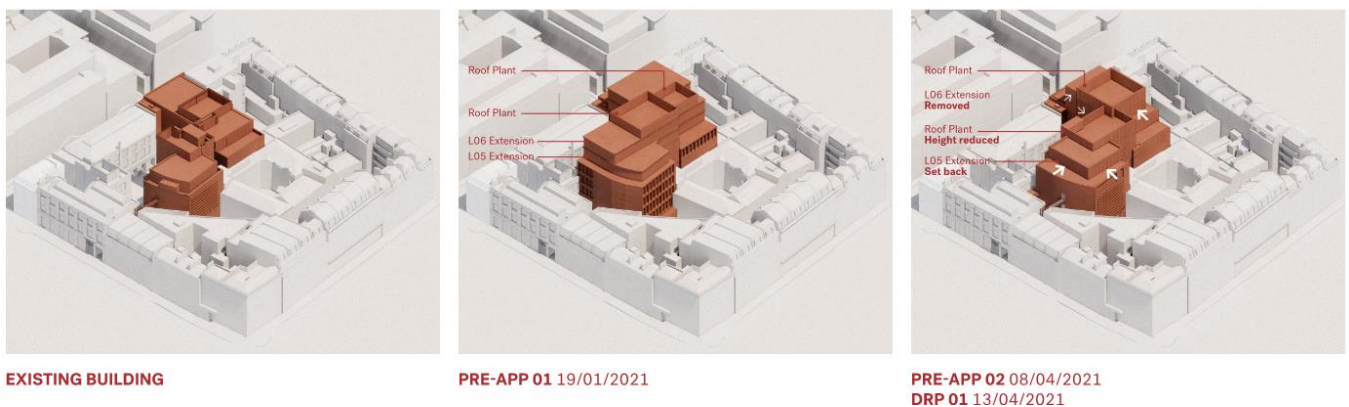 Roof Plant
Roof Plant
L06 Extension
L05 Extension
Roof Plant
L06 Extension
Removed
Roof Plant
Height reduced
L05 Extension
Set back
EXISTING BUILDING
PRE-APP 01 19/01/2021
PRE-APP 02 08/04/2021
DRP 01 13/04/2021